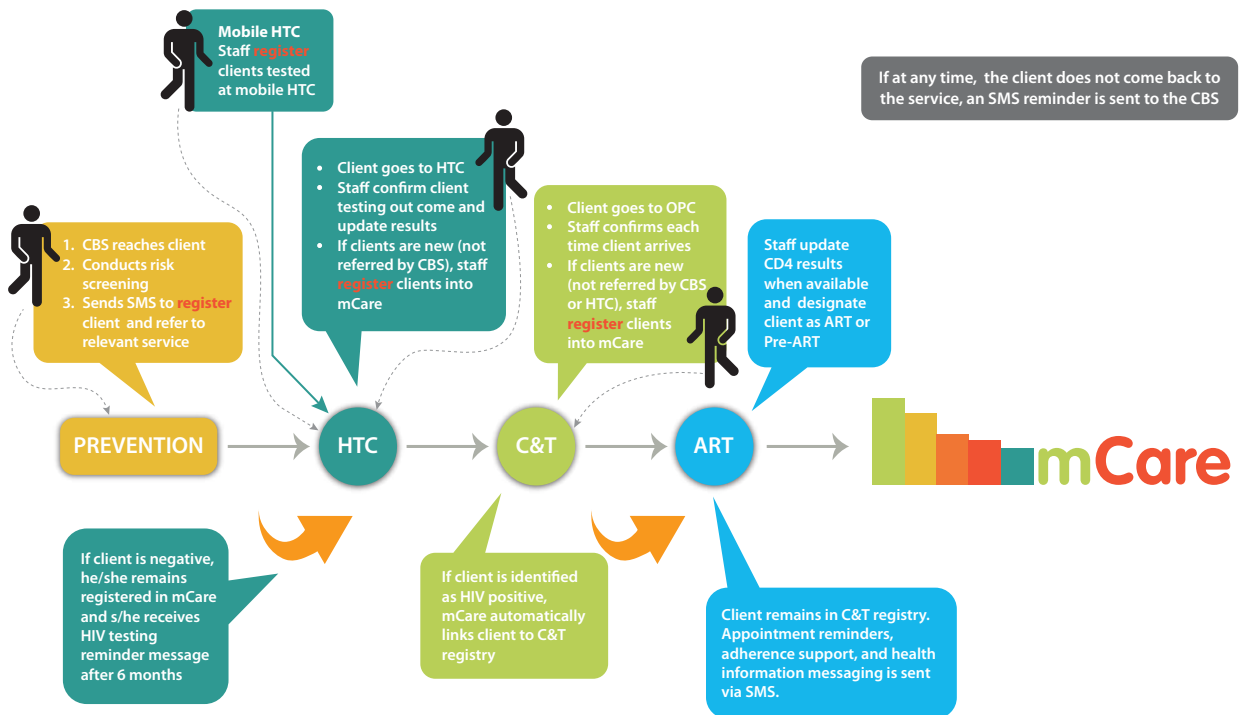 Mobile HTC
Staff register
clients tested
at mobile HTC
If at any time,  the client does not come back to
the service, an SMS reminder is sent to the CBS
1. CBS reaches client
2. Conducts risk
screening
3. Sends SMS to register
client  and refer to
relevant service
• Client goes to HTC
• Staff confirm client
testing out come and
update results
• If clients are new (not
referred by CBS), staff
register clients into
mCare
• Client goes to OPC
• Staff confirms each
time client arrives
• If clients are new
(not referred by CBS
or HTC), staff
register clients
into mCare
Staff update
CD4 results
when available
and  designate
client as ART or
Pre-ART
PREVENTION
HTC
C&T
ART
mCare
If client is negative,
he/she remains
registered in mCare
and s/he receives
HIV testing
reminder message
after 6 months
If client is identified
as HIV positive,
mCare automatically
links client to C&T
registry
Client remains in C&T registry.
Appointment reminders,
adherence support, and health
information messaging is sent
via SMS.